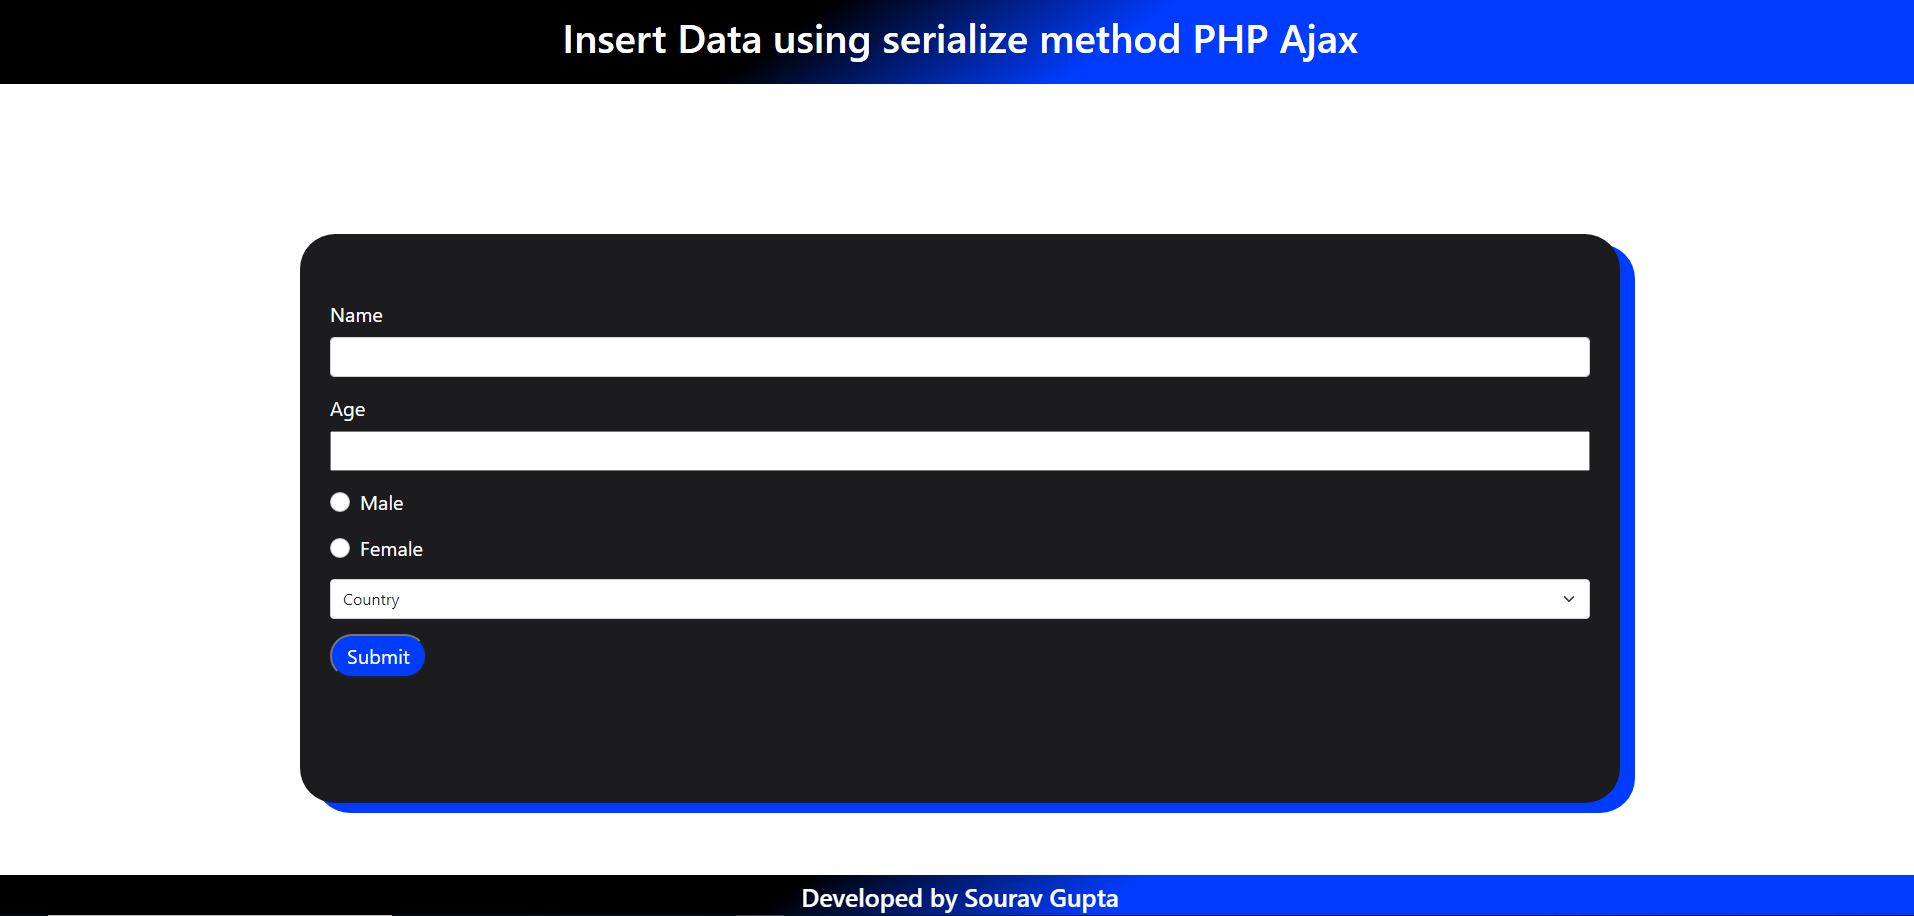 Insert Data using serialize method PHP Ajax
Name
Age
Male
Female
Country
Submit
Developed by Sourav Gupta